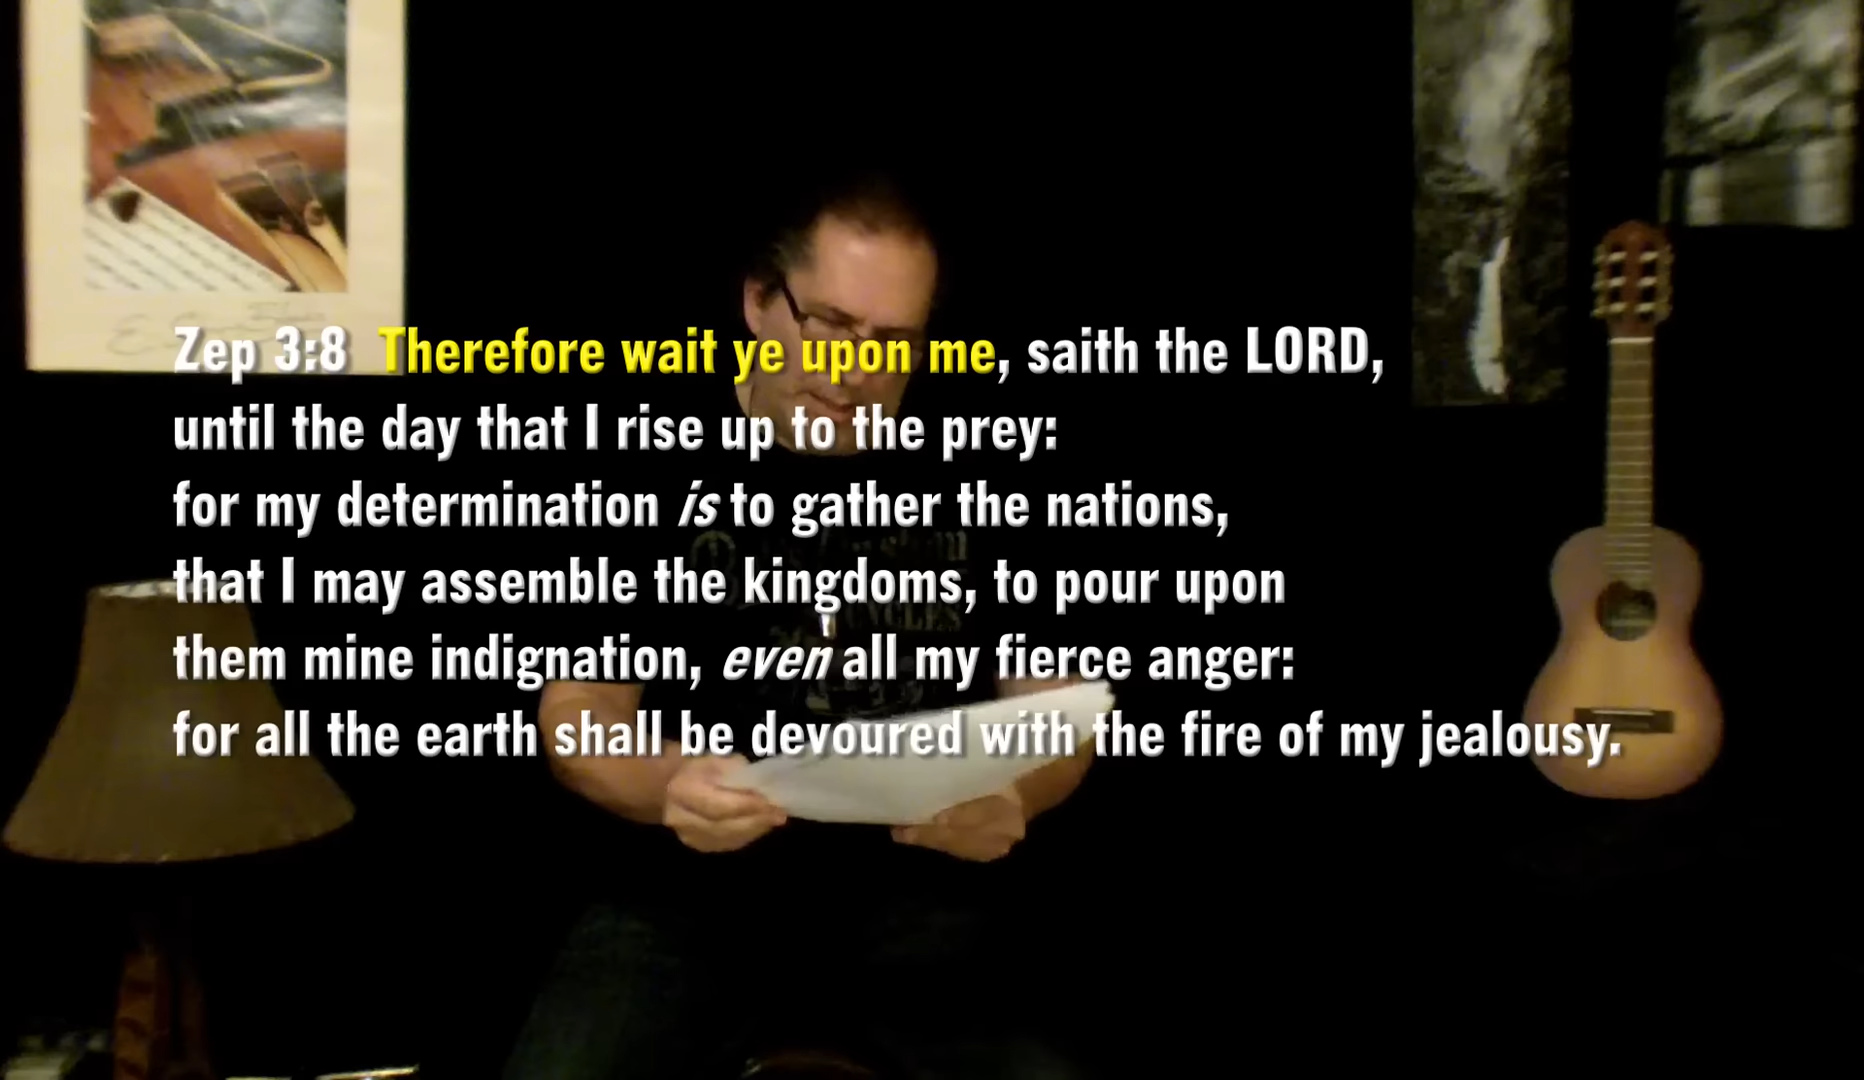 Zep 3:8 Therefore wait ye upon me, saith the LORD,
until the day that I rise up to the prey:
for my determination is to gather the nations,
that I may assemble the kingdoms, to pour upon
them mine indignation, even all my fierce anger:
for all the earth shall be devoured with the fire of my jealousy.